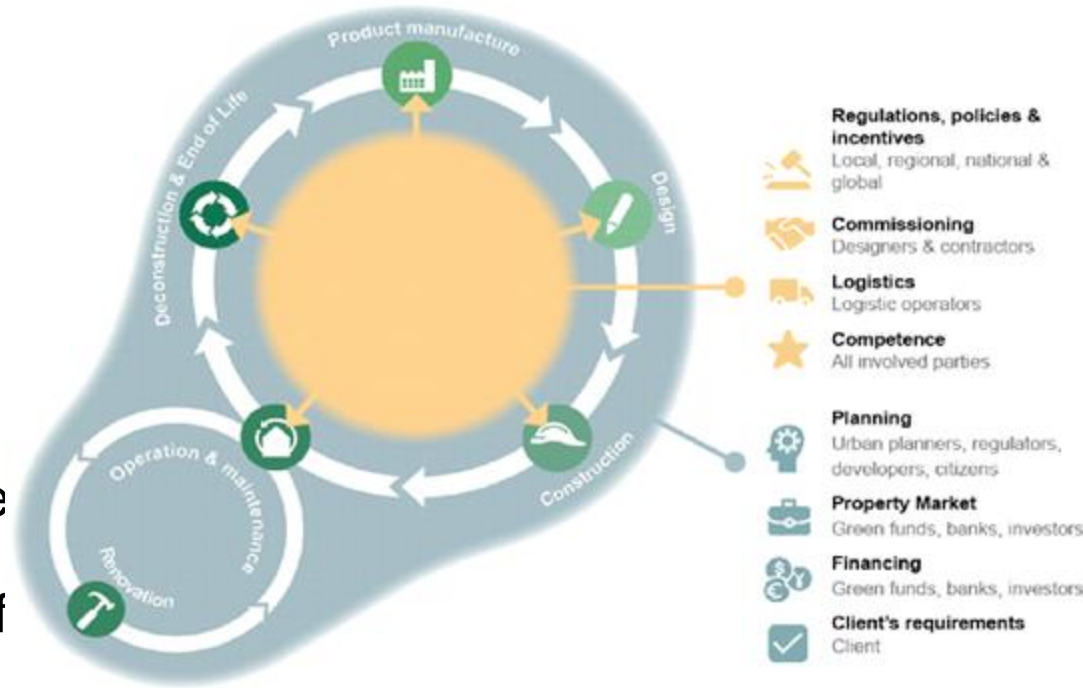 Product manufacture
Design
Construction
Operation & maintenance
Renovation
Deconstruction & End of Life
Regulations, policies &
incentives
Local, regional, national &
global
Commissioning
Designers & contractors
Logistics
Logistic operators
Competence
All involved parties
Planning
Urban planners, regulators,
developers, citizens
Property Market
Green funds, banks, investors
Financing
Green funds, banks, investors
Client's requirements
Client